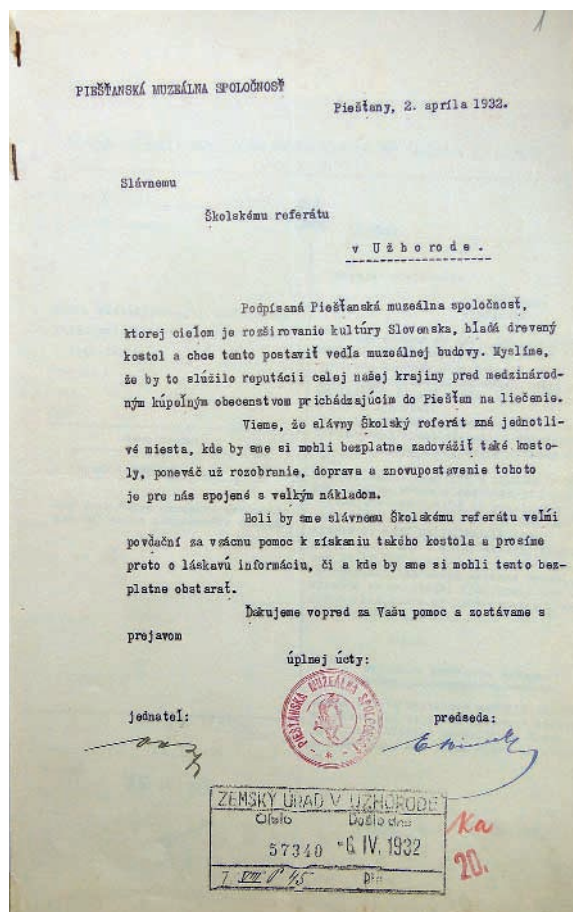 1
PIEŠŤANSKÁ MUZEÁLNA SPOLOČNOSŤ
Piešťany, 2. apríla 1932.
Slávnemu
Školskému referátu
v Užhorode.
Podpísaná Piešťanská muzeálna spoločnosť,
ktorej cieľom je rozširovanie kultúry Slovenska, hľadá drevený
kostol a chce tento postaviť vedľa muzeálnej budovy. Myslíme,
že by to slúžilo reputácii celej našej krajiny pred medzinárod-
ným kúpeľným obecenstvom prichádzajúcim do Piešťan na liečenie.
Vieme, že slávny Školský referát zná jednotli-
vé miesta, kde by sme si mohli bezplatne zadovážiť také kosto-
ly, poneváč už rozobranie, doprava a znovupostavenie tohoto
je pre nás spojené s veľkým nákladom.
Boli by sme slávnemu Školskému referátu veľmi
povďační za vzácnu pomoc k získaniu takého kostola a prosíme
preto o láskavú informáciu, či a kde by sme si mohli tento bez-
platne obstarať.
Ďakujeme vopred za Vašu pomoc a zostávame s
prejavom
úplnej úcty:
jednateľ:
predseda:
PIEŠŤANSKÁ MUZEÁLNA SPOLOČNOSŤ
ZEMSKÝ ÚRAD V UŽHORODE
Číslo Došlo dne
57340 -6. IV. 1932
Ka
20.